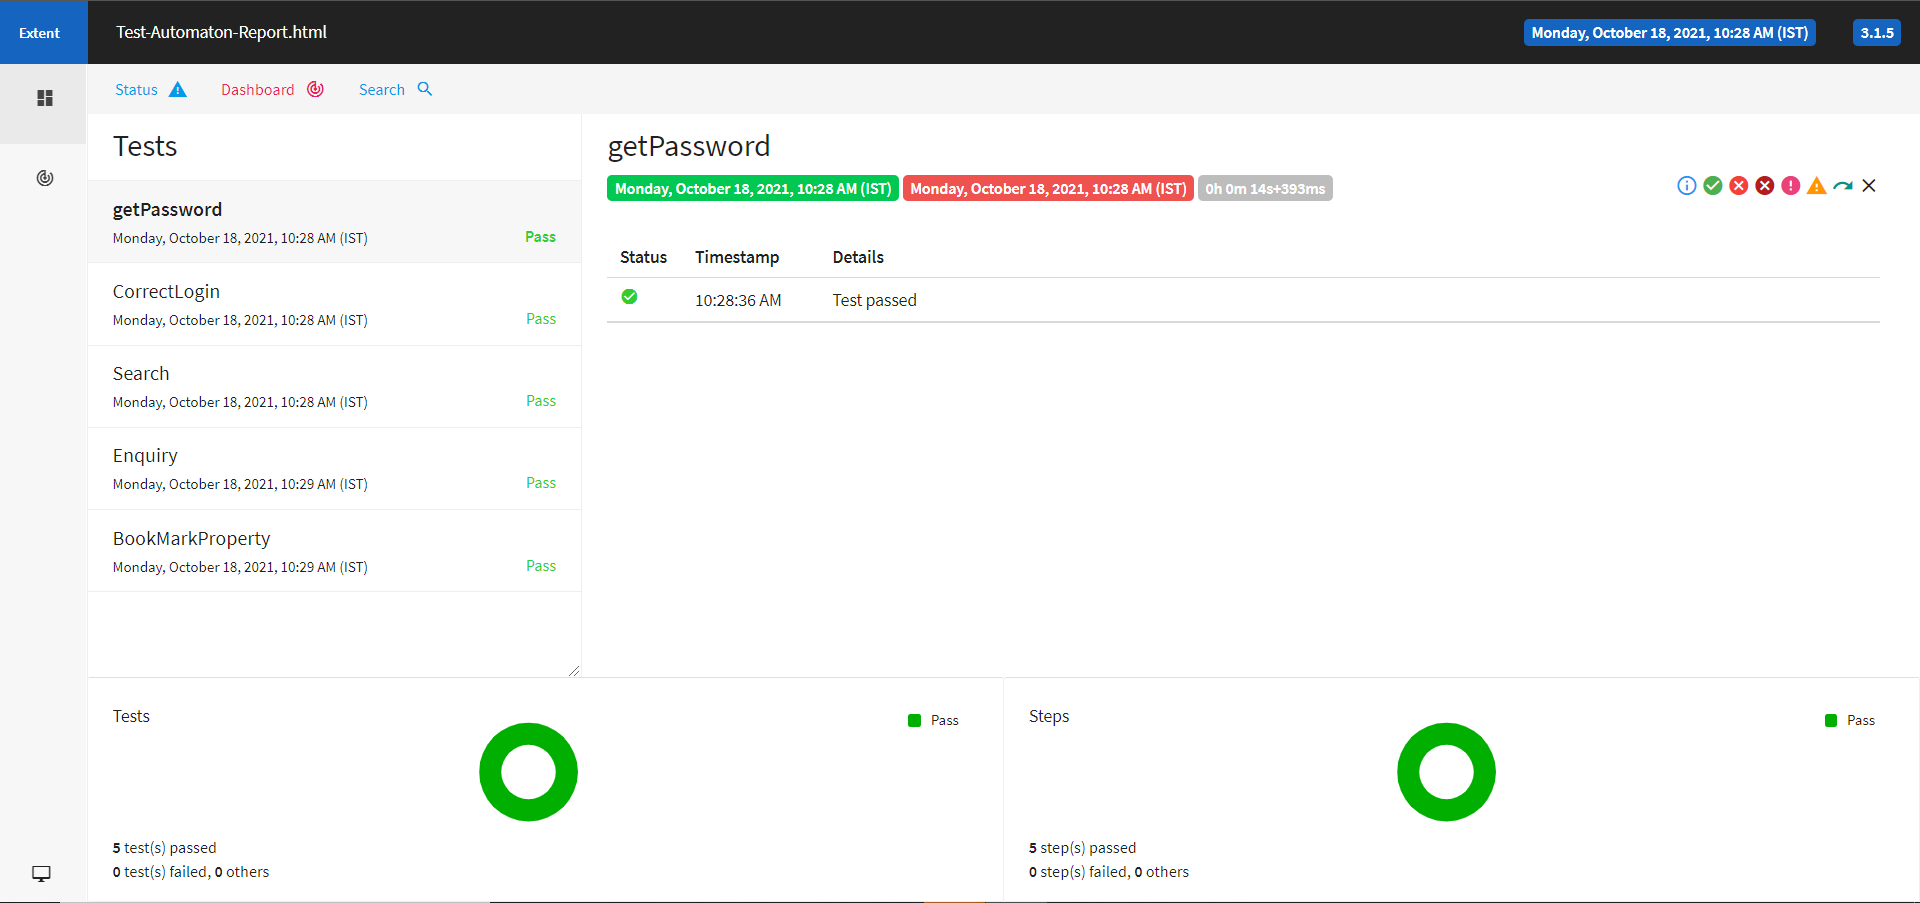 Extent
Test-Automaton-Report.html
Monday, October 18, 2021, 10:28 AM (IST)
3.1.5
Status
Dashboard
Search
Tests
getPassword
Monday, October 18, 2021, 10:28 AM (IST)
Pass
CorrectLogin
Monday, October 18, 2021, 10:28 AM (IST)
Pass
Search
Monday, October 18, 2021, 10:28 AM (IST)
Pass
Enquiry
Monday, October 18, 2021, 10:29 AM (IST)
Pass
BookMarkProperty
Monday, October 18, 2021, 10:29 AM (IST)
Pass
getPassword
Monday, October 18, 2021, 10:28 AM (IST) Monday, October 18, 2021, 10:28 AM (IST) 0h 0m 14s+393ms
Status Timestamp Details
10:28:36 AM Test passed
Tests
Pass
5 test(s) passed
0 test(s) failed, 0 others
Steps
Pass
5 step(s) passed
0 step(s) failed, 0 others